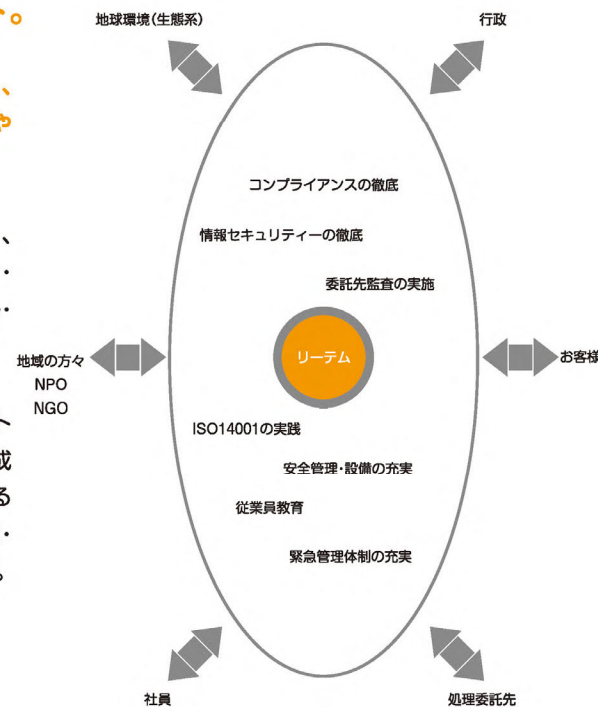 す。
、
や
、
・
…
ト
成
る
・
。
地球環境（生態系）
行政
コンプライアンスの徹底
情報セキュリティーの徹底
委託先監査の実施
地域の方々
NPO
NGO
リーテム
お客様
ISO14001の実践
安全管理・設備の充実
従業員教育
緊急管理体制の充実
社員
処理委託先